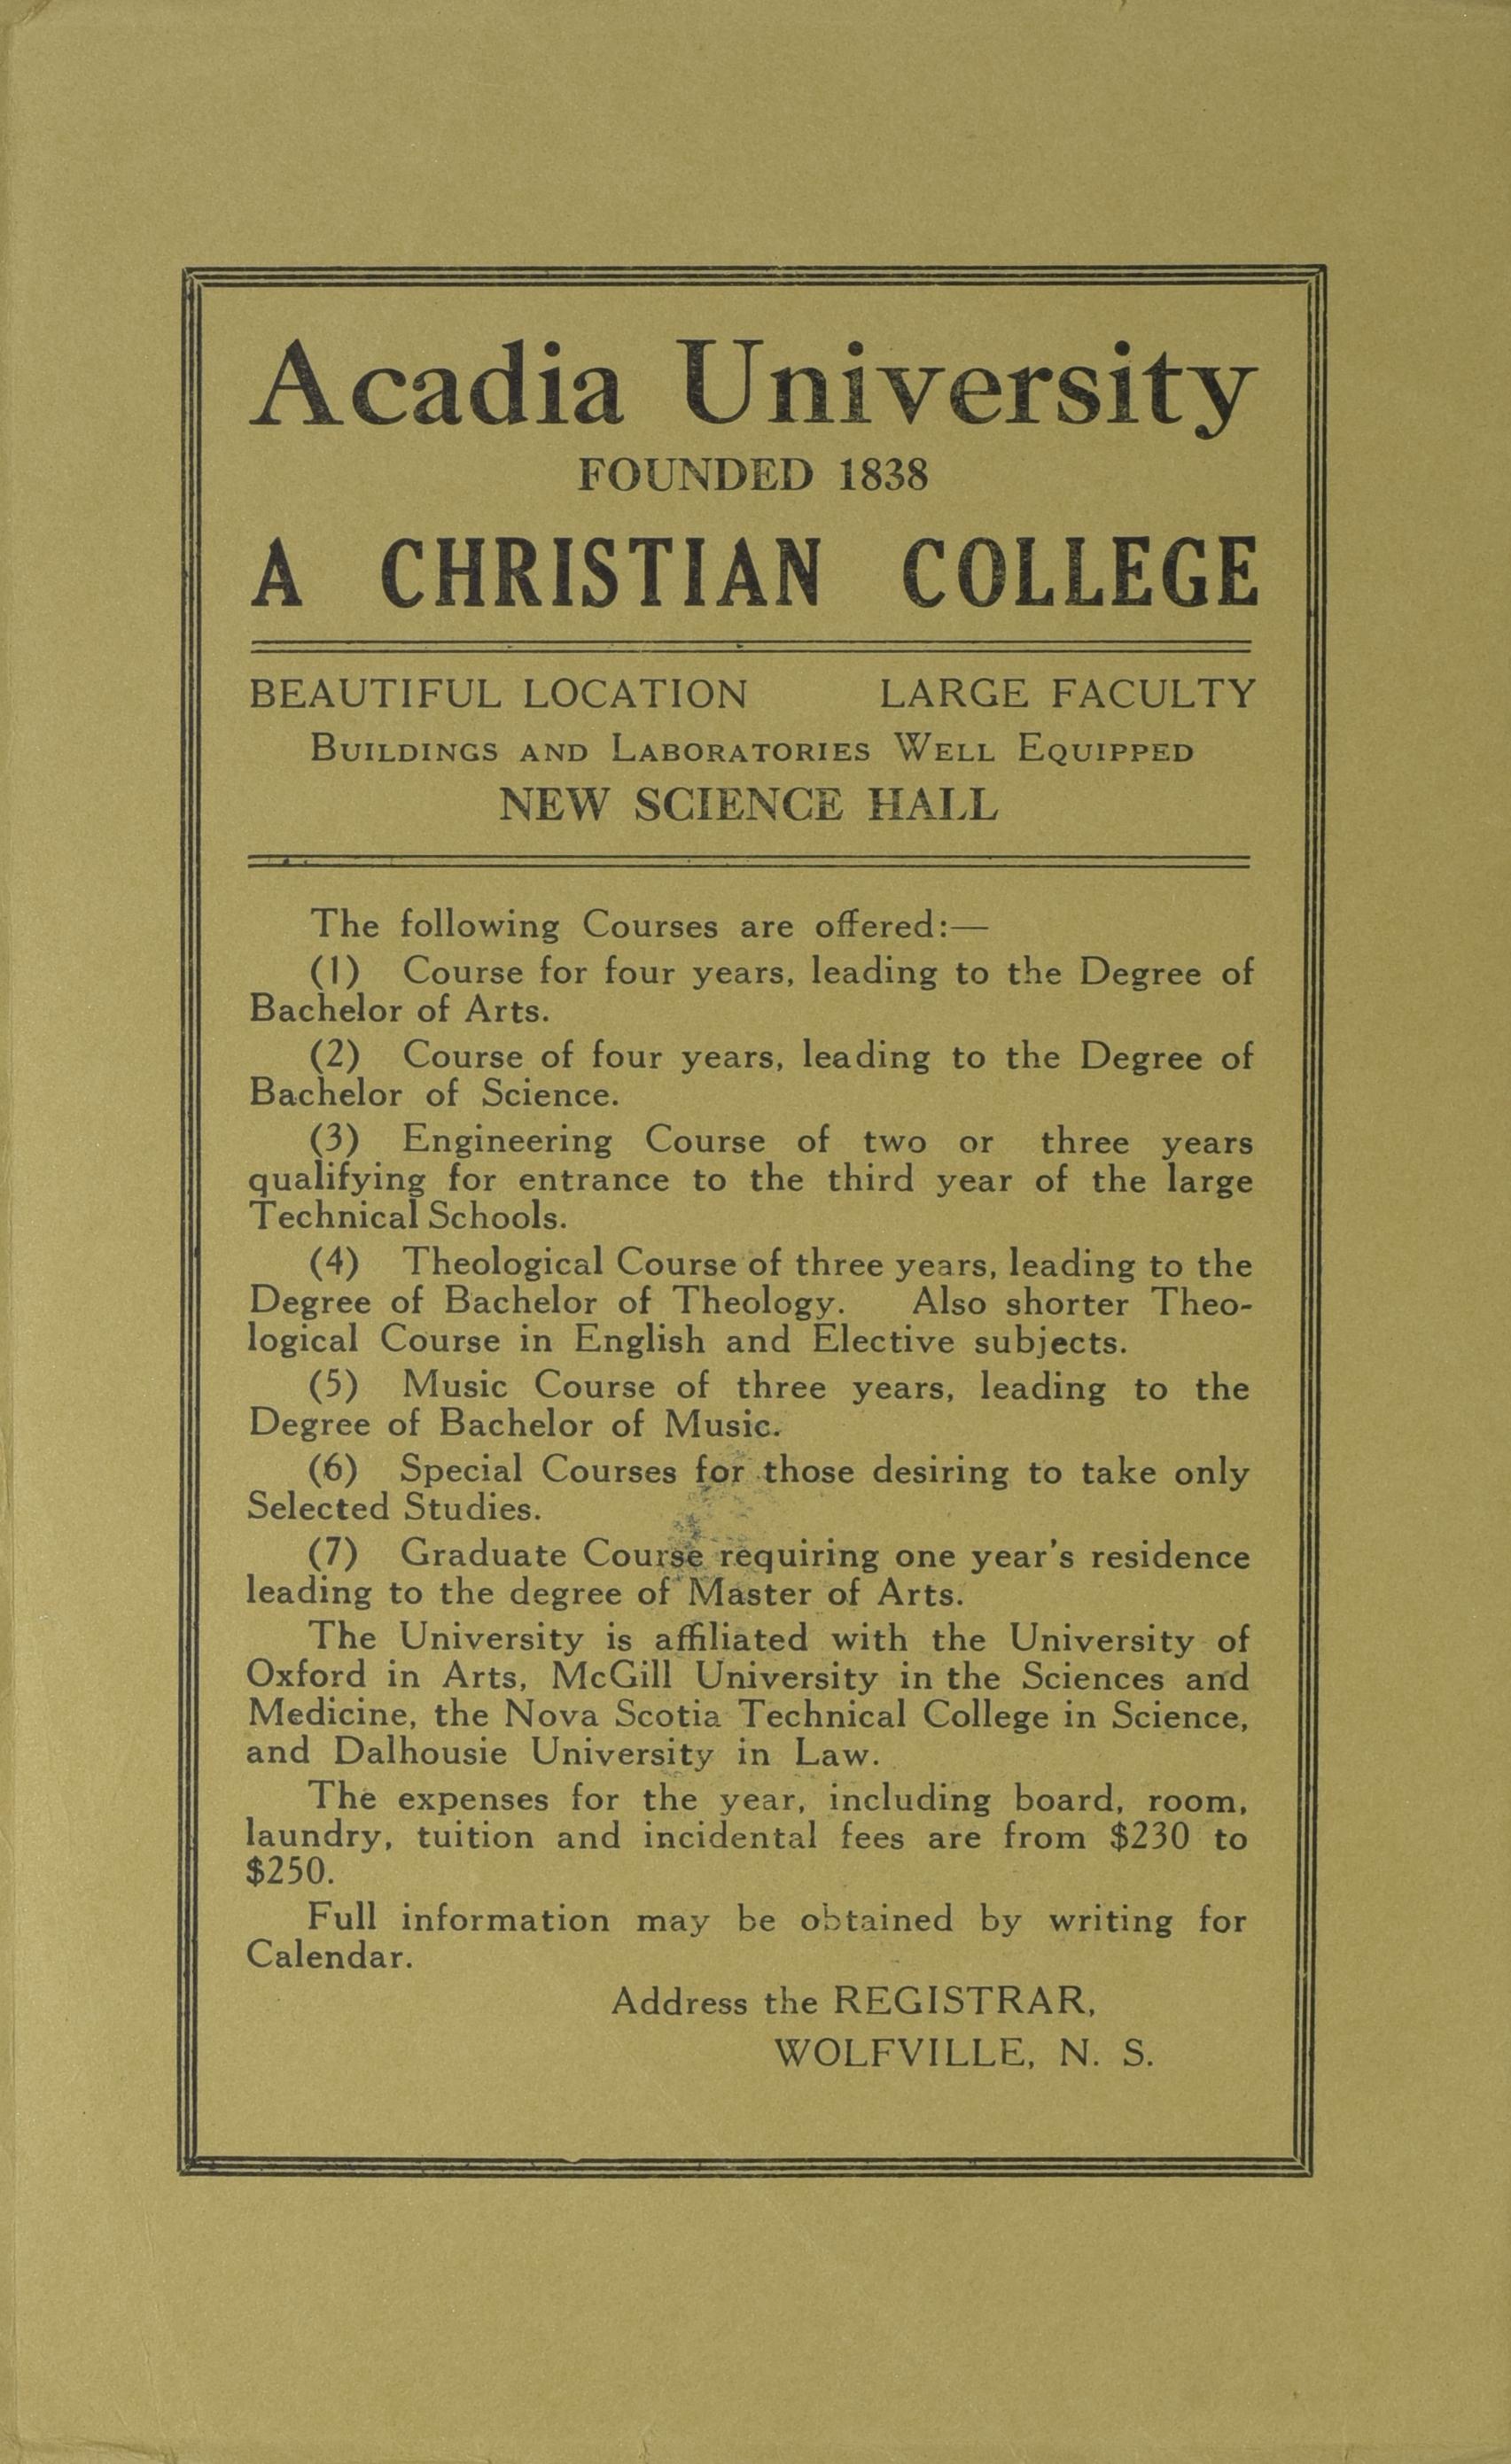 Acadia University
FOUNDED 1838
A CHRISTIAN COLLEGE
BEAUTIFUL LOCATION LARGE FACULTY
BUILDINGS AND LABORATORIES WELL EQUIPPED
NEW SCIENCE HALL
The following Courses are offered:—
(1) Course for four years, leading to the Degree of
Bachelor of Arts.
(2) Course of four years, leading to the Degree of
Bachelor of Science.
(3) Engineering Course of two or three years
qualifying for entrance to the third year of the large
Technical Schools.
(4) Theological Course of three years, leading to the
Degree of Bachelor of Theology. Also shorter Theo-
logical Course in English and Elective subjects.
(5) Music Course of three years, leading to the
Degree of Bachelor of Music.
(6) Special Courses for those desiring to take only
Selected Studies.
(7) Graduate Course requiring one year's residence
leading to the degree of Master of Arts.
The University is affiliated with the University of
Oxford in Arts, McGill University in the Sciences and
Medicine, the Nova Scotia Technical College in Science,
and Dalhousie University in Law.
The expenses for the year, including board, room,
laundry, tuition and incidental fees are from $230 to
$250.
Full information may be obtained by writing for
Calendar.
Address the REGISTRAR,
WOLFVILLE, N. S.